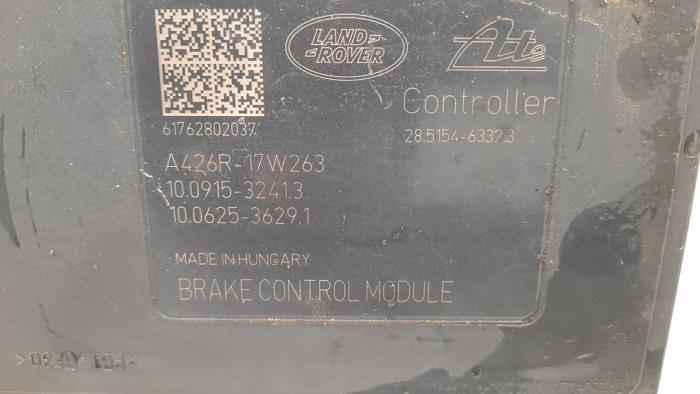 LAND
ROVER
Ate
Controller
61762802037
28.5154-6332.3
A426R-17W263
10.0915-3241.3
10.0625-3629.1
MADE IN HUNGARY
BRAKE CONTROL MODULE